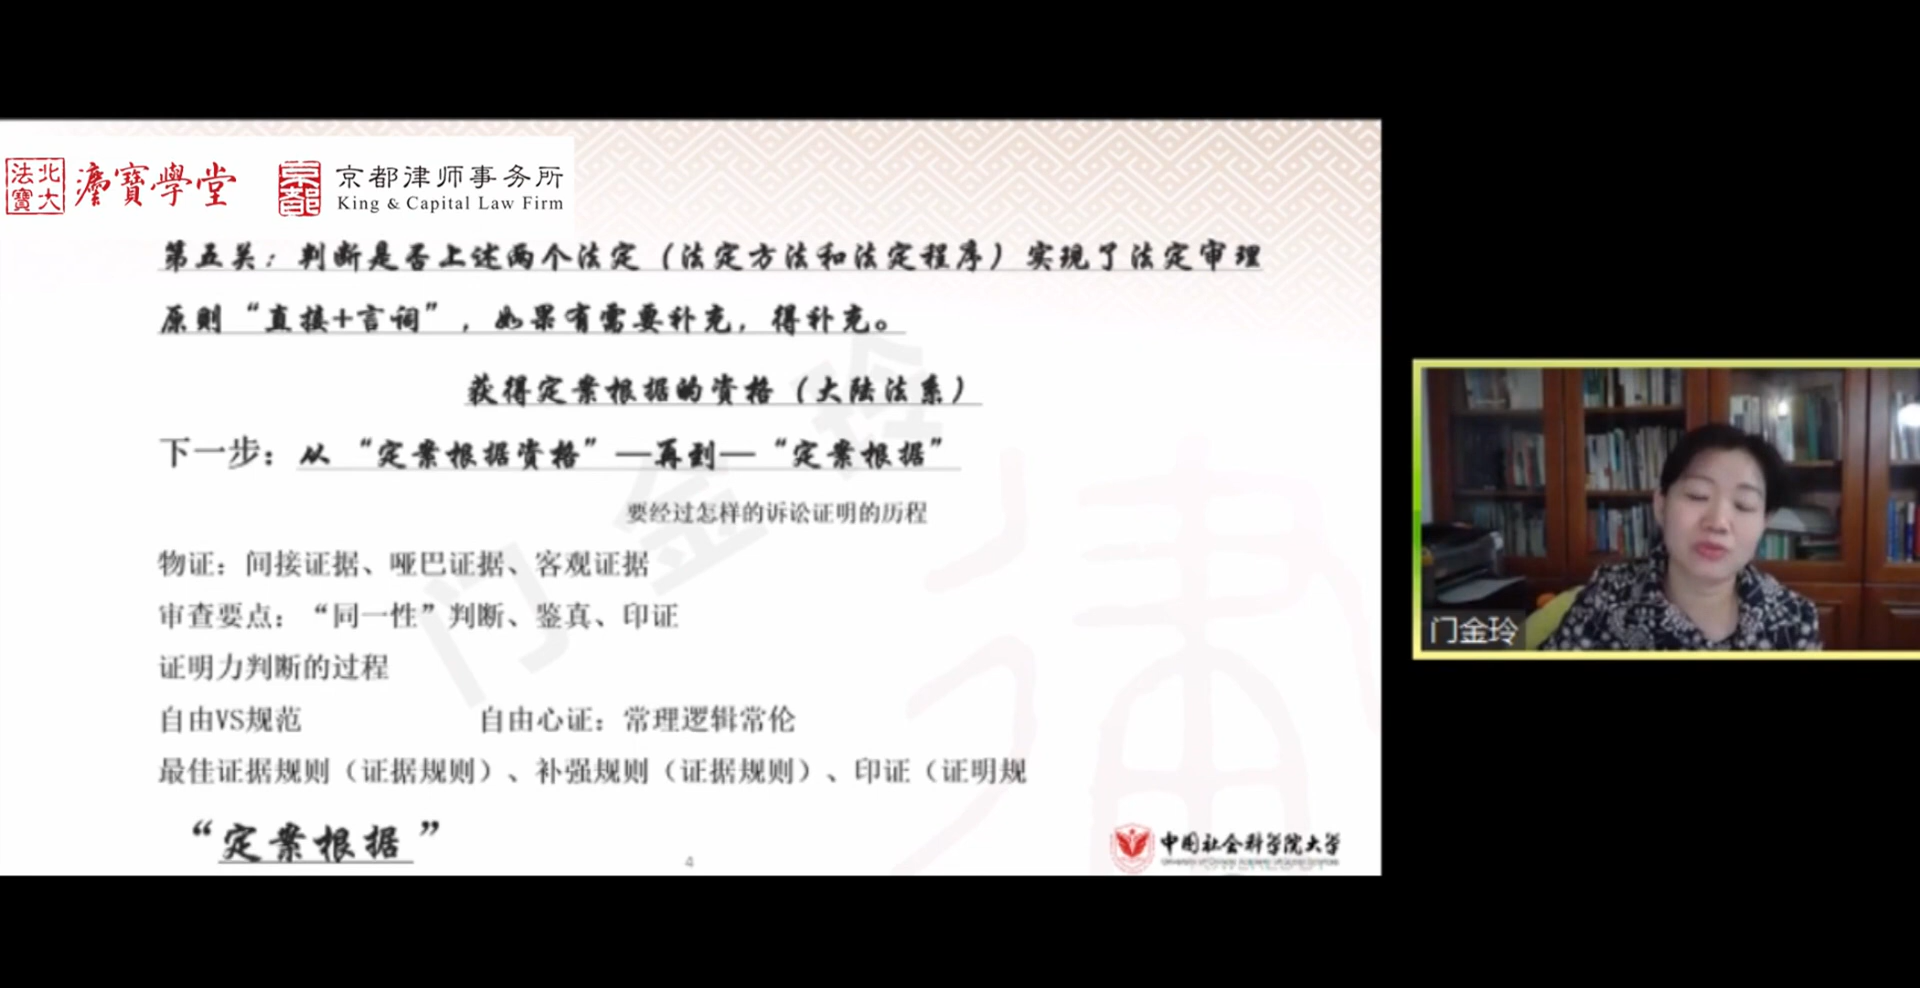 北大法寶
法寶學堂
京都
京都律师事务所
King & Capital Law Firm
第五关：判断是否上述两个法定（法定方法和法定程序）实现了法定审理
原则“直接+言词”，如果有需要补充，得补充。
获得定案根据的资格（大陆法系）
下一步：从“定案根据资格”—再到—“定案根据”
要经过怎样的诉讼证明的历程
物证：间接证据、哑巴证据、客观证据
审查要点：“同一性”判断、鉴真、印证
证明力判断的过程
自由VS规范 自由心证：常理逻辑常伦
最佳证据规则（证据规则）、补强规则（证据规则）、印证（证明规
“定案根据”
4
中国社会科学院大学
门金玲
门金玲